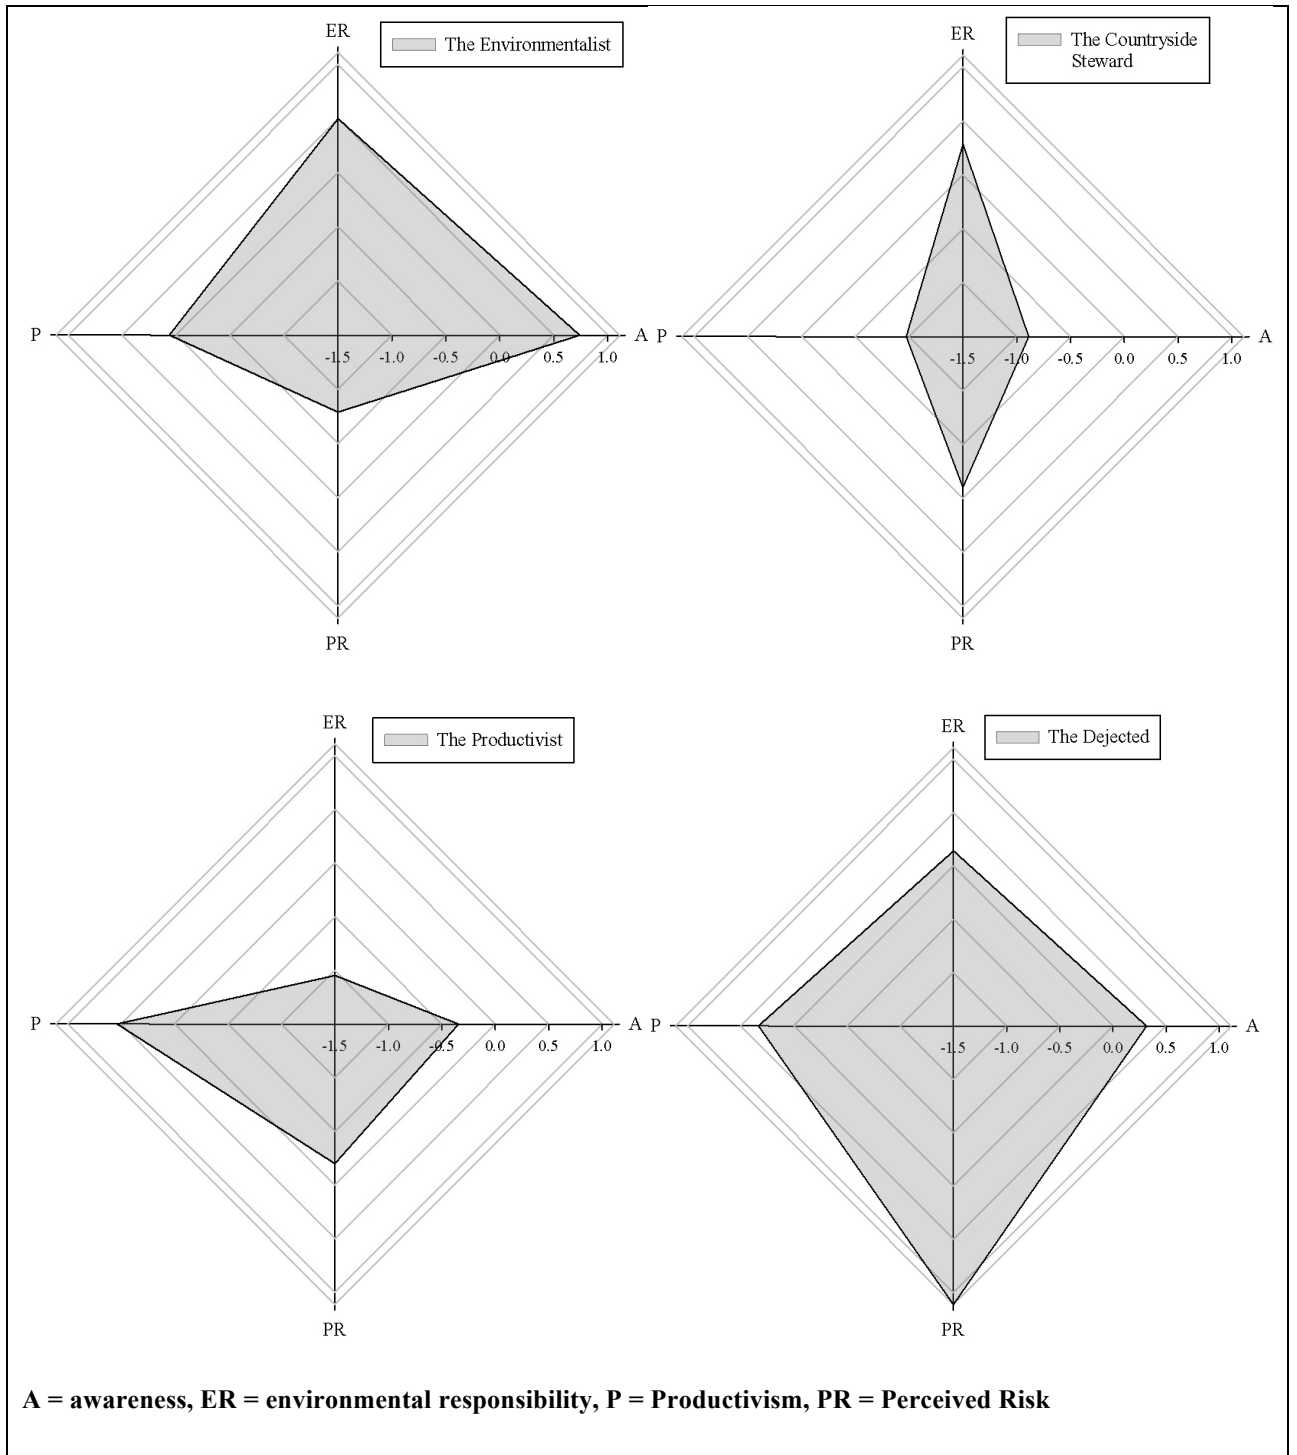 ER
The Environmentalist
P
A
-1.5 -1.0 -0.5 0.0 0.5 1.0
PR
ER
The Countryside
Steward
P
A
-1.5 -1.0 -0.5 0.0 0.5 1.0
PR
ER
The Productivist
P
A
-1.5 -1.0 -0.5 0.0 0.5 1.0
PR
ER
The Dejected
P
A
-1.5 -1.0 -0.5 0.0 0.5 1.0
PR
A = awareness, ER = environmental responsibility, P = Productivism, PR = Perceived Risk